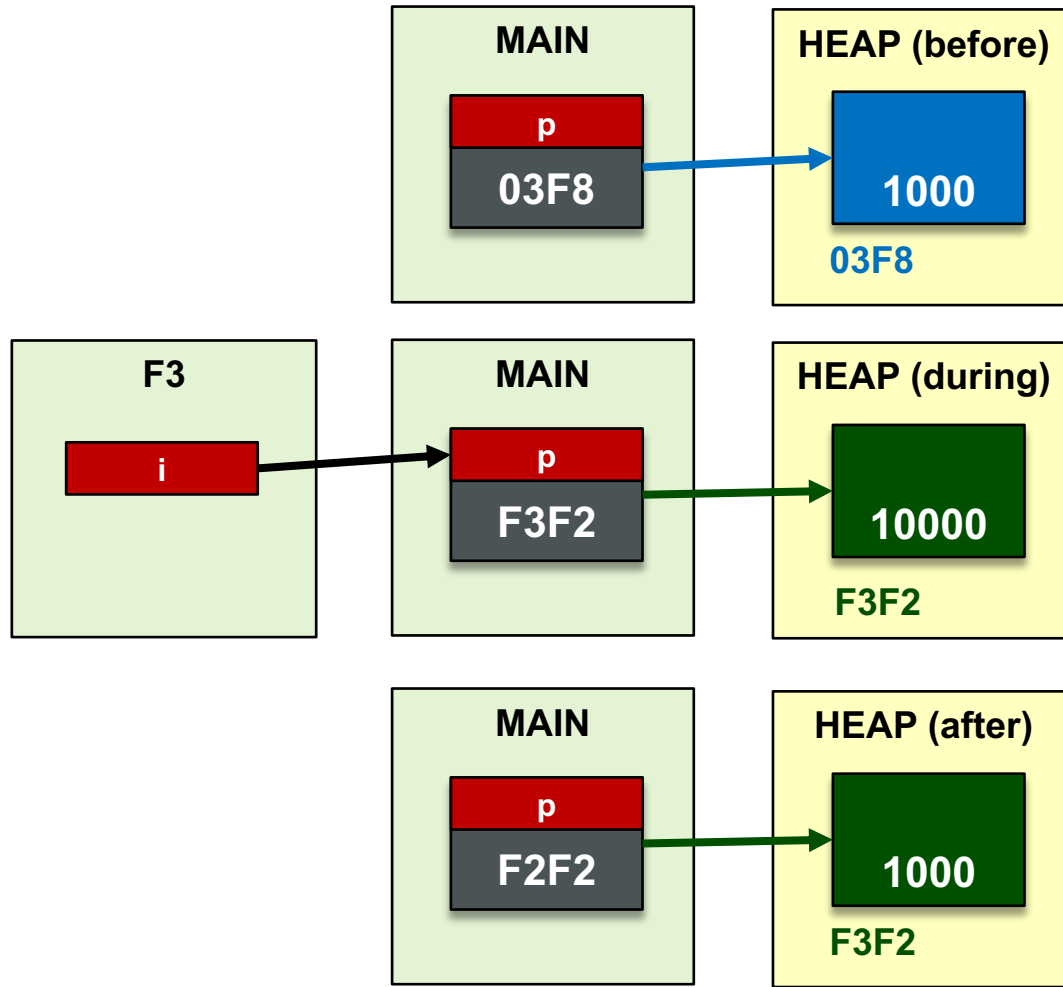 MAIN
p
03F8
HEAP (before)
1000
03F8
F3
i
MAIN
p
F3F2
HEAP (during)
10000
F3F2
MAIN
p
F2F2
HEAP (after)
1000
F3F2